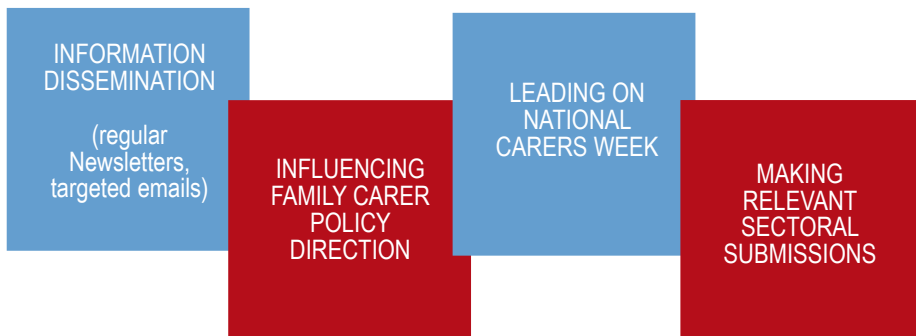 INFORMATION
DISSEMINATION
(regular
Newsletters,
targeted emails)
INFLUENCING
FAMILY CARER
POLICY
DIRECTION
LEADING ON
NATIONAL
CARERS WEEK
MAKING
RELEVANT
SECTORAL
SUBMISSIONS